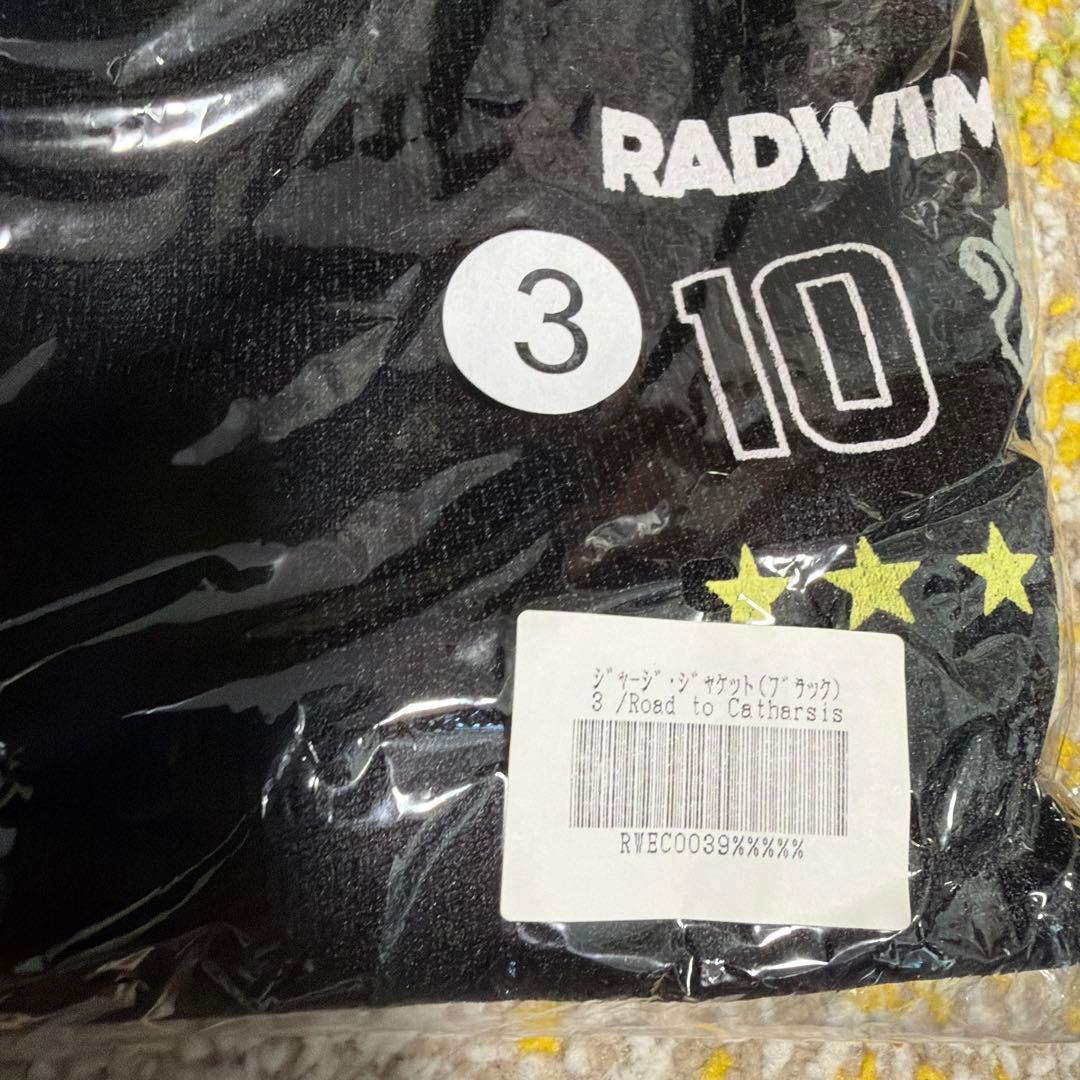 RADWIM
3
10
ｼﾞｬｰｼﾞ･ｼﾞｬｹｯﾄ(ﾌﾞﾗｯｸ)
3 /Road to Catharsis
RWEC0039%%%%%